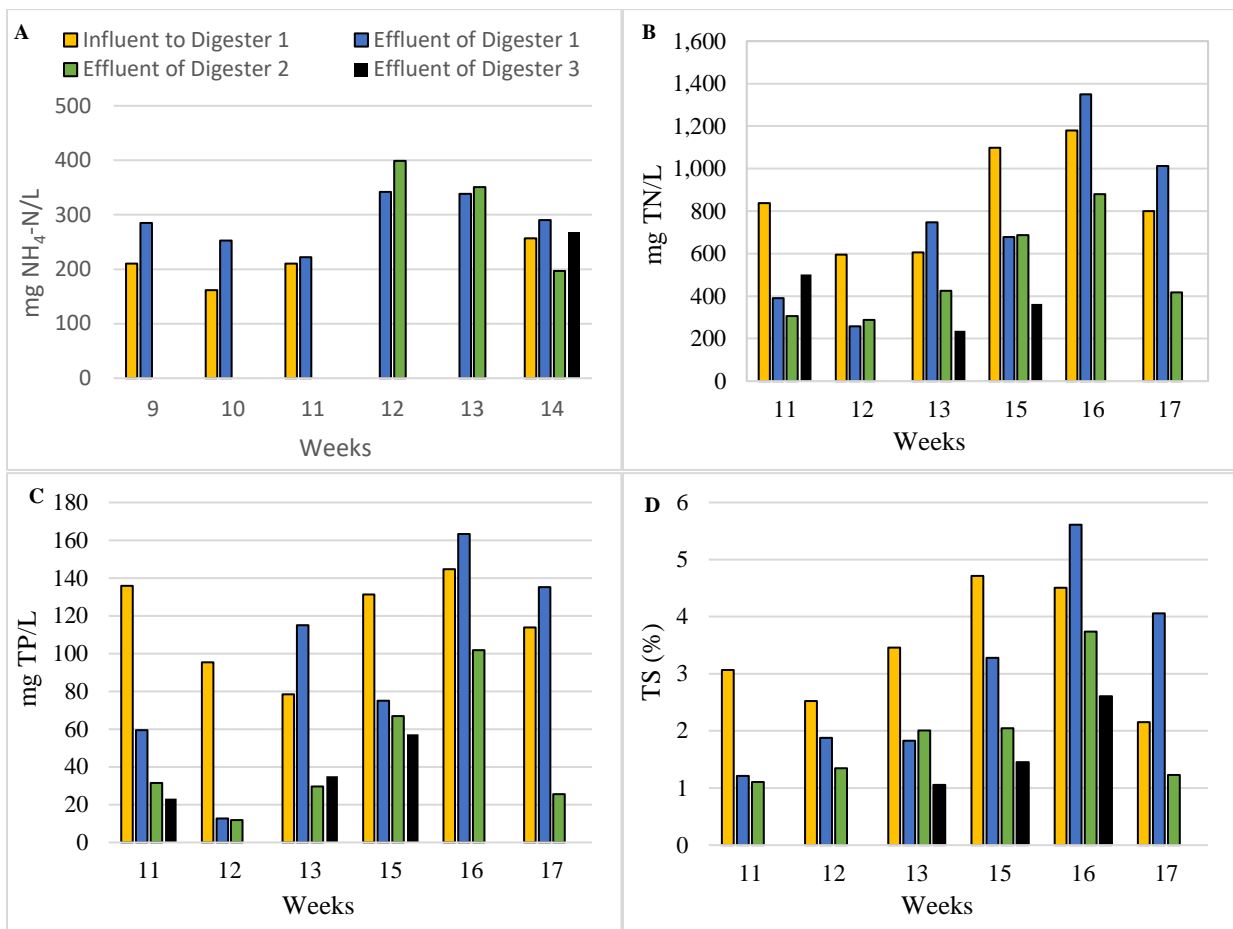 A
Influent to Digester 1
Effluent of Digester 1
Effluent of Digester 2
Effluent of Digester 3
500
400
300
200
100
0
mg NH4-N/L
9 10 11 12 13 14
Weeks
B
1,600
1,400
1,200
1,000
800
600
400
200
0
mg TN/L
11 12 13 15 16 17
Weeks
C
180
160
140
120
100
80
60
40
20
0
mg TP/L
11 12 13 15 16 17
Weeks
D
6
5
4
3
2
1
0
TS (%)
11 12 13 15 16 17
Weeks